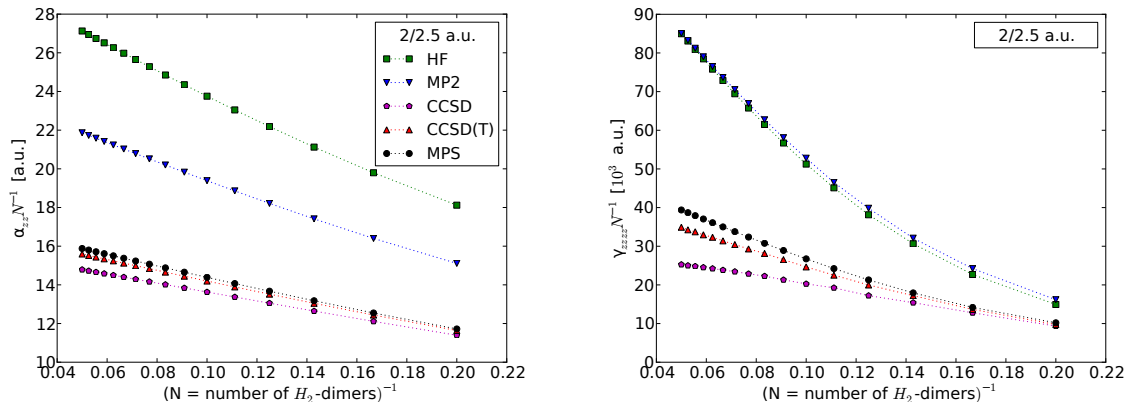 2/2.5 a.u.
HF
MP2
CCSD
CCSD(T)
MPS
28
26
24
22
20
18
16
14
12
10
α_zz N⁻¹ [a.u.]
0.04 0.06 0.08 0.10 0.12 0.14 0.16 0.18 0.20 0.22
(N = number of H₂-dimers)⁻¹
2/2.5 a.u.
90
80
70
60
50
40
30
20
10
0
γ_zzzz N⁻¹ [10³ a.u.]
0.04 0.06 0.08 0.10 0.12 0.14 0.16 0.18 0.20 0.22
(N = number of H₂-dimers)⁻¹